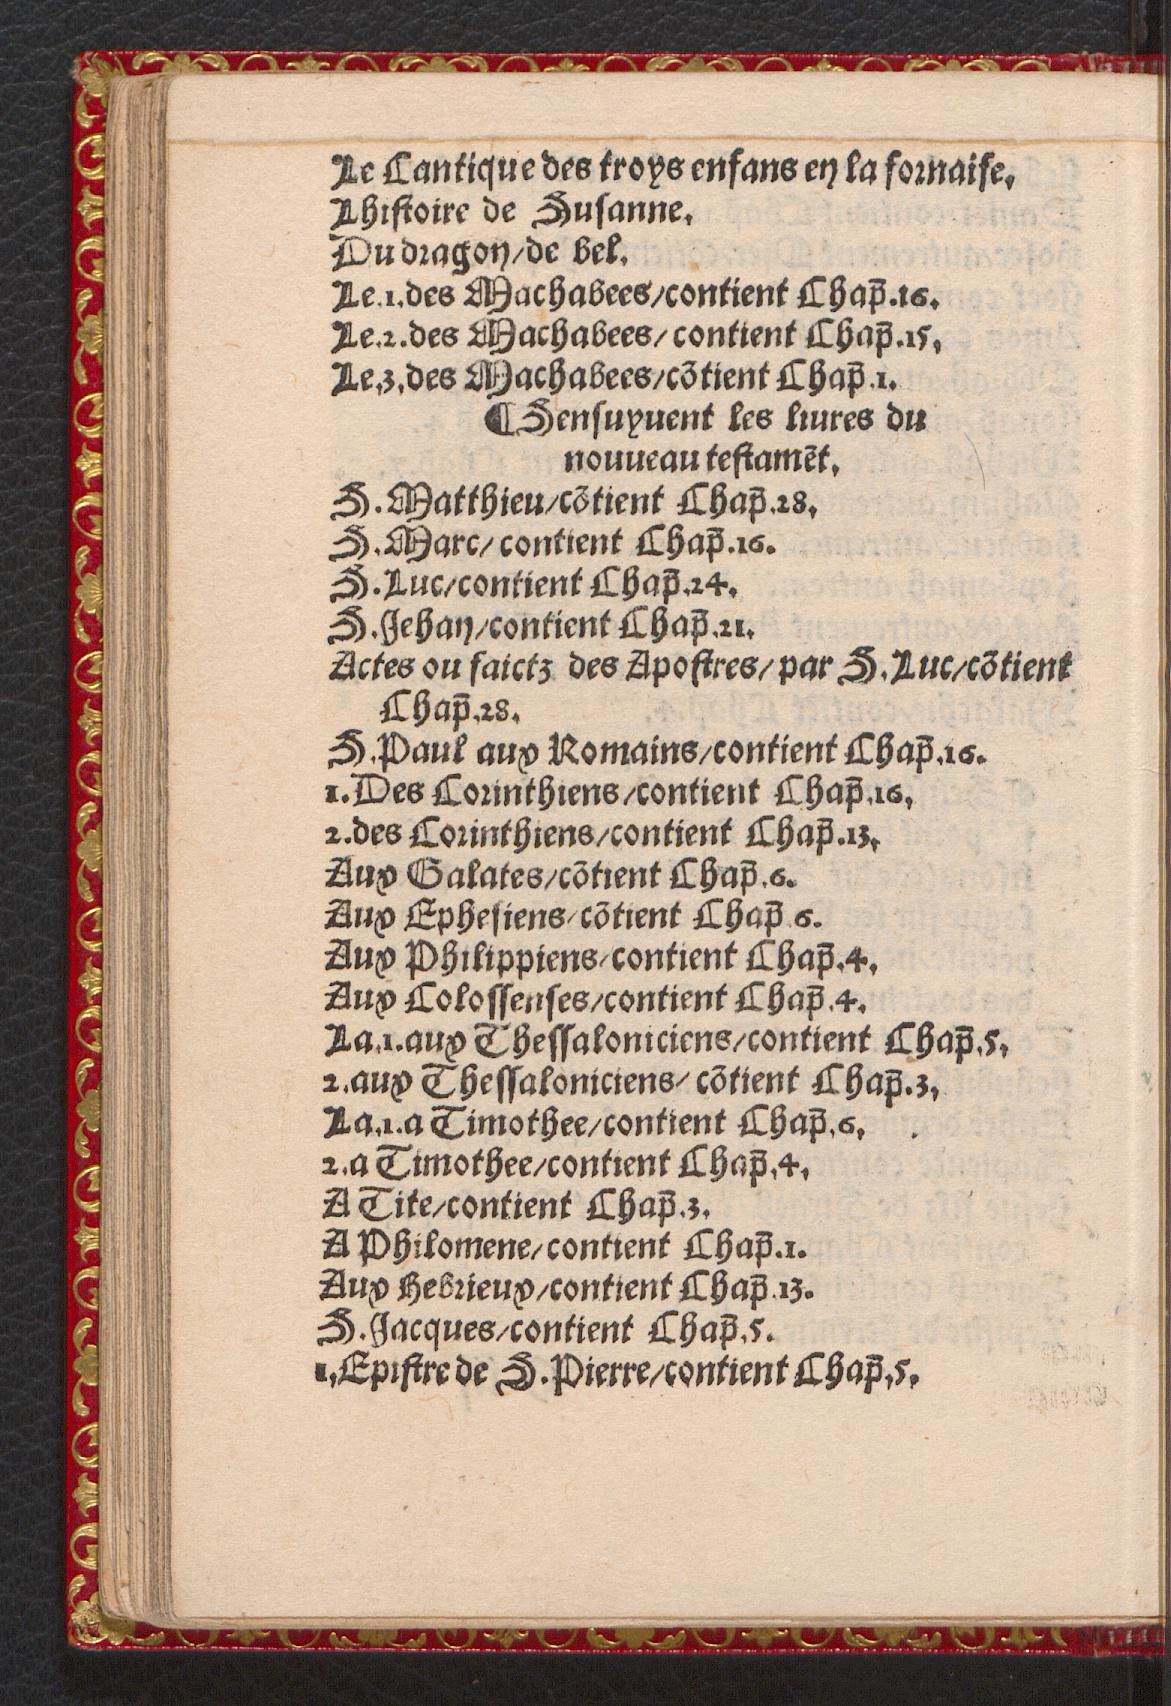 Le Cantique des troys enfans en la fornaise.
Lhistoire de Susanne.
Du dragon/de bel.
Le.1.des Machabees/contient Chap̄.16.
Le.2.des Machabees/contient Chap̄.15.
Le.3.des Machabees/cōtient Chap̄.1.
¶Sensuyuent les liures du
nouueau testamēt.
S.Matthieu/cōtient Chap̄.28.
S.Marc/contient Chap̄.16.
S.Luc/contient Chap̄.24.
S.Jehan/contient Chap̄.21.
Actes ou faictz des Apostres/par S.Luc/cōtient
Chap̄.28.
S.Paul aux Romains/contient Chap̄.16.
1.Des Corinthiens/contient Chap̄.16.
2.des Corinthiens/contient Chap̄.13.
Aux Galates/cōtient Chap̄.6.
Aux Ephesiens/cōtient Chap̄ 6.
Aux Philippiens/contient Chap̄.4.
Aux Colossenses/contient Chap̄.4.
La.1.aux Thessaloniciens/contient Chap̄.5.
2.aux Thessaloniciens/cōtient Chap̄.3.
La.1.a Timothee/contient Chap̄.6.
2.a Timothee/contient Chap̄.4.
A Tite/contient Chap̄.3.
A Philomene/contient Chap̄.1.
Aux Hebrieux/contient Chap̄.13.
S.Jacques/contient Chap̄.5.
1.Epistre de S.Pierre/contient Chap̄.5.